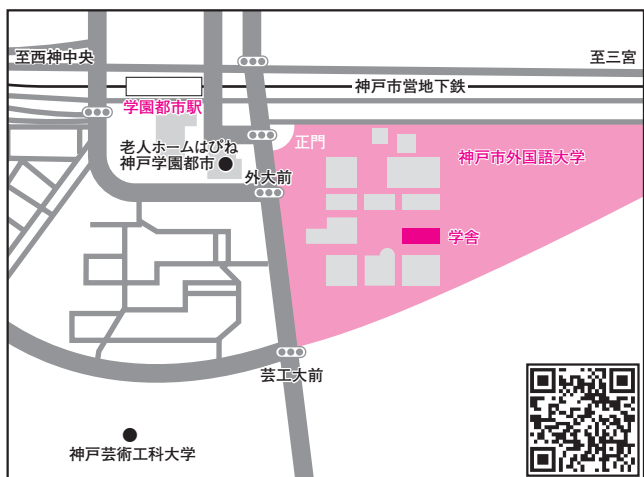 至西神中央
至三宮
神戸市営地下鉄
学園都市駅
正門
老人ホームはぴね
神戸学園都市
神戸市外国語大学
外大前
学舎
芸工大前
神戸芸術工科大学